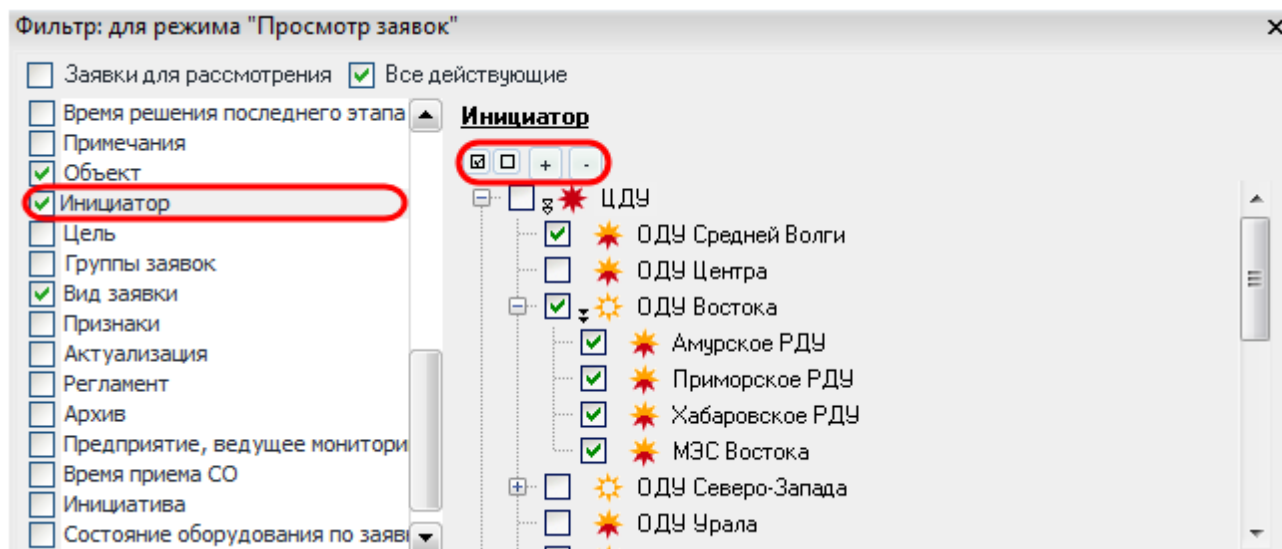 Фильтр: для режима "Просмотр заявок"
Заявки для рассмотрения Все действующие
Время решения последнего этапа
Примечания
Объект
Инициатор
Цель
Группы заявок
Вид заявки
Признаки
Актуализация
Регламент
Архив
Предприятие, ведущее монитори
Время приема СО
Инициатива
Состояние оборудования по заяв
Инициатор
+ -
ЦДУ
ОДУ Средней Волги
ОДУ Центра
ОДУ Востока
Амурское РДУ
Приморское РДУ
Хабаровское РДУ
МЭС Востока
ОДУ Северо-Запада
ОДУ Урала